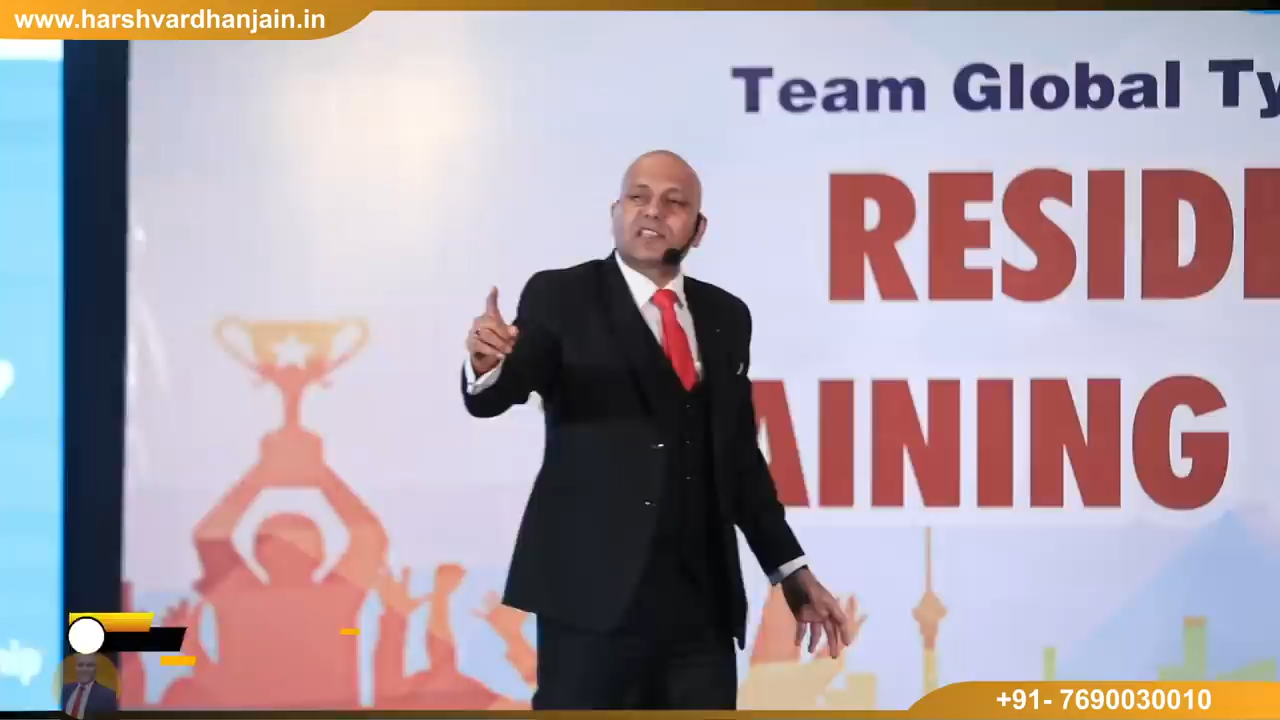 www.harshvardhanjain.in
Team Global Ty
RESIDE
AINING
+91- 7690030010